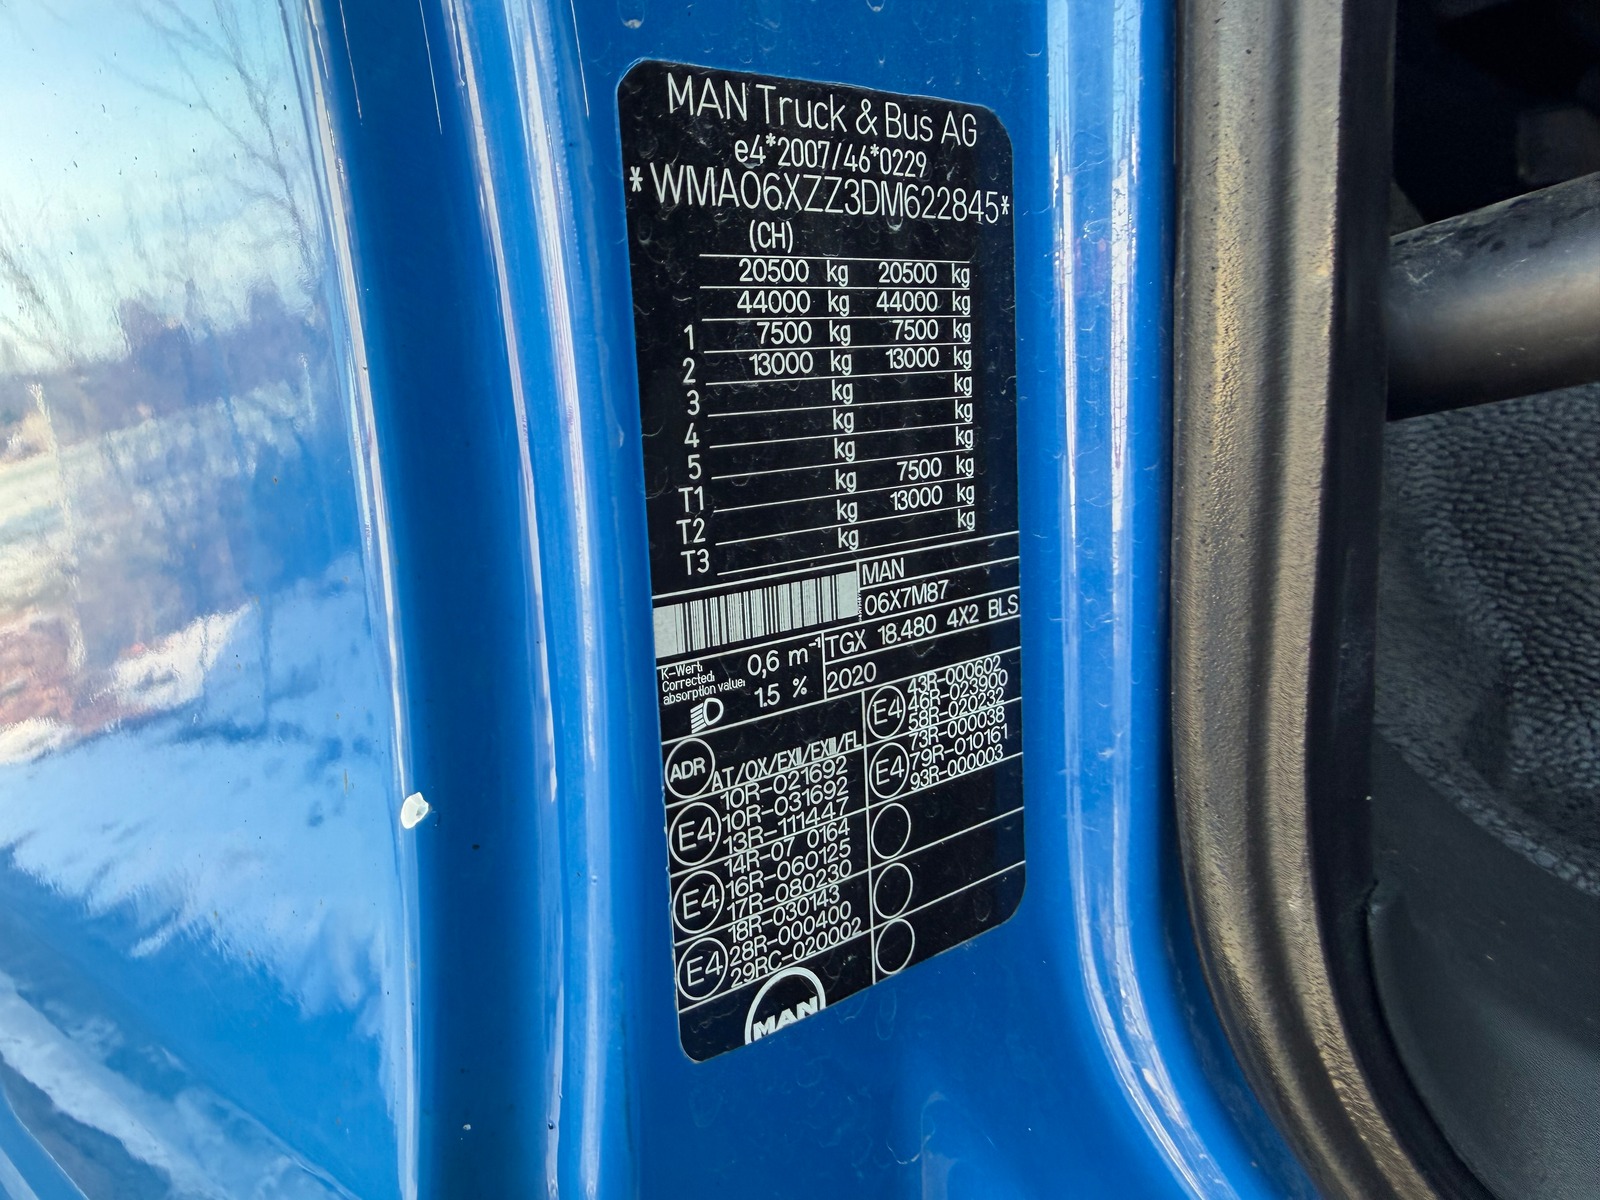 MAN Truck & Bus AG
e4*2007/46*0229
*WMA06XZZ3DM622845*
(CH)
20500 kg 20500 kg
44000 kg 44000 kg
1 7500 kg 7500 kg
2 13000 kg 13000 kg
3 kg kg
4 kg kg
5 kg kg
T1 kg 7500 kg
T2 kg 13000 kg
T3 kg kg
MAN
06X7M87
TGX 18.480 4X2 BLS
2020
K-Wert:
Corrected
absorption value:
0,6 m⁻¹
1.5 %
ADR AT/OX/EXII/EXIII/FL
E4
10R-021692
10R-031692
13R-111447
E4
14R-07 0164
16R-060125
17R-080230
E4
18R-030143
28R-000400
29RC-020002
E4
43R-000602
46R-023900
58R-020232
E4
73R-000038
79R-010161
93R-000003
MAN